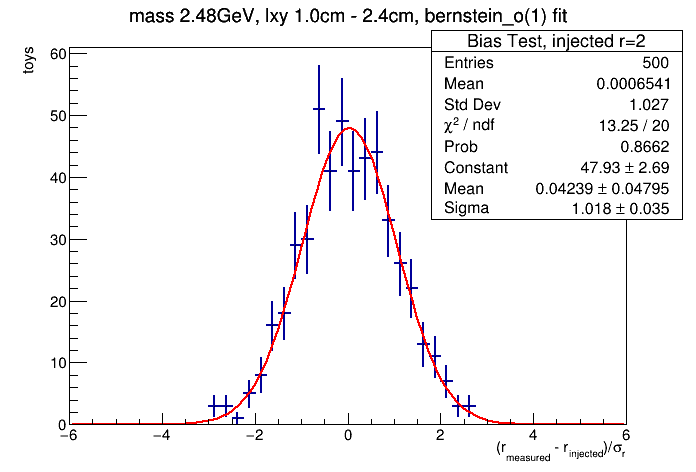 mass 2.48GeV, lxy 1.0cm - 2.4cm, bernstein_o(1) fit
Bias Test, injected r=2
Entries 500
Mean 0.0006541
Std Dev 1.027
χ² / ndf 13.25 / 20
Prob 0.8662
Constant 47.93 ± 2.69
Mean 0.04239 ± 0.04795
Sigma 1.018 ± 0.035
toys
60
50
40
30
20
10
0
−6 −4 −2 0 2 4 6
(r_measured - r_injected)/σ_r